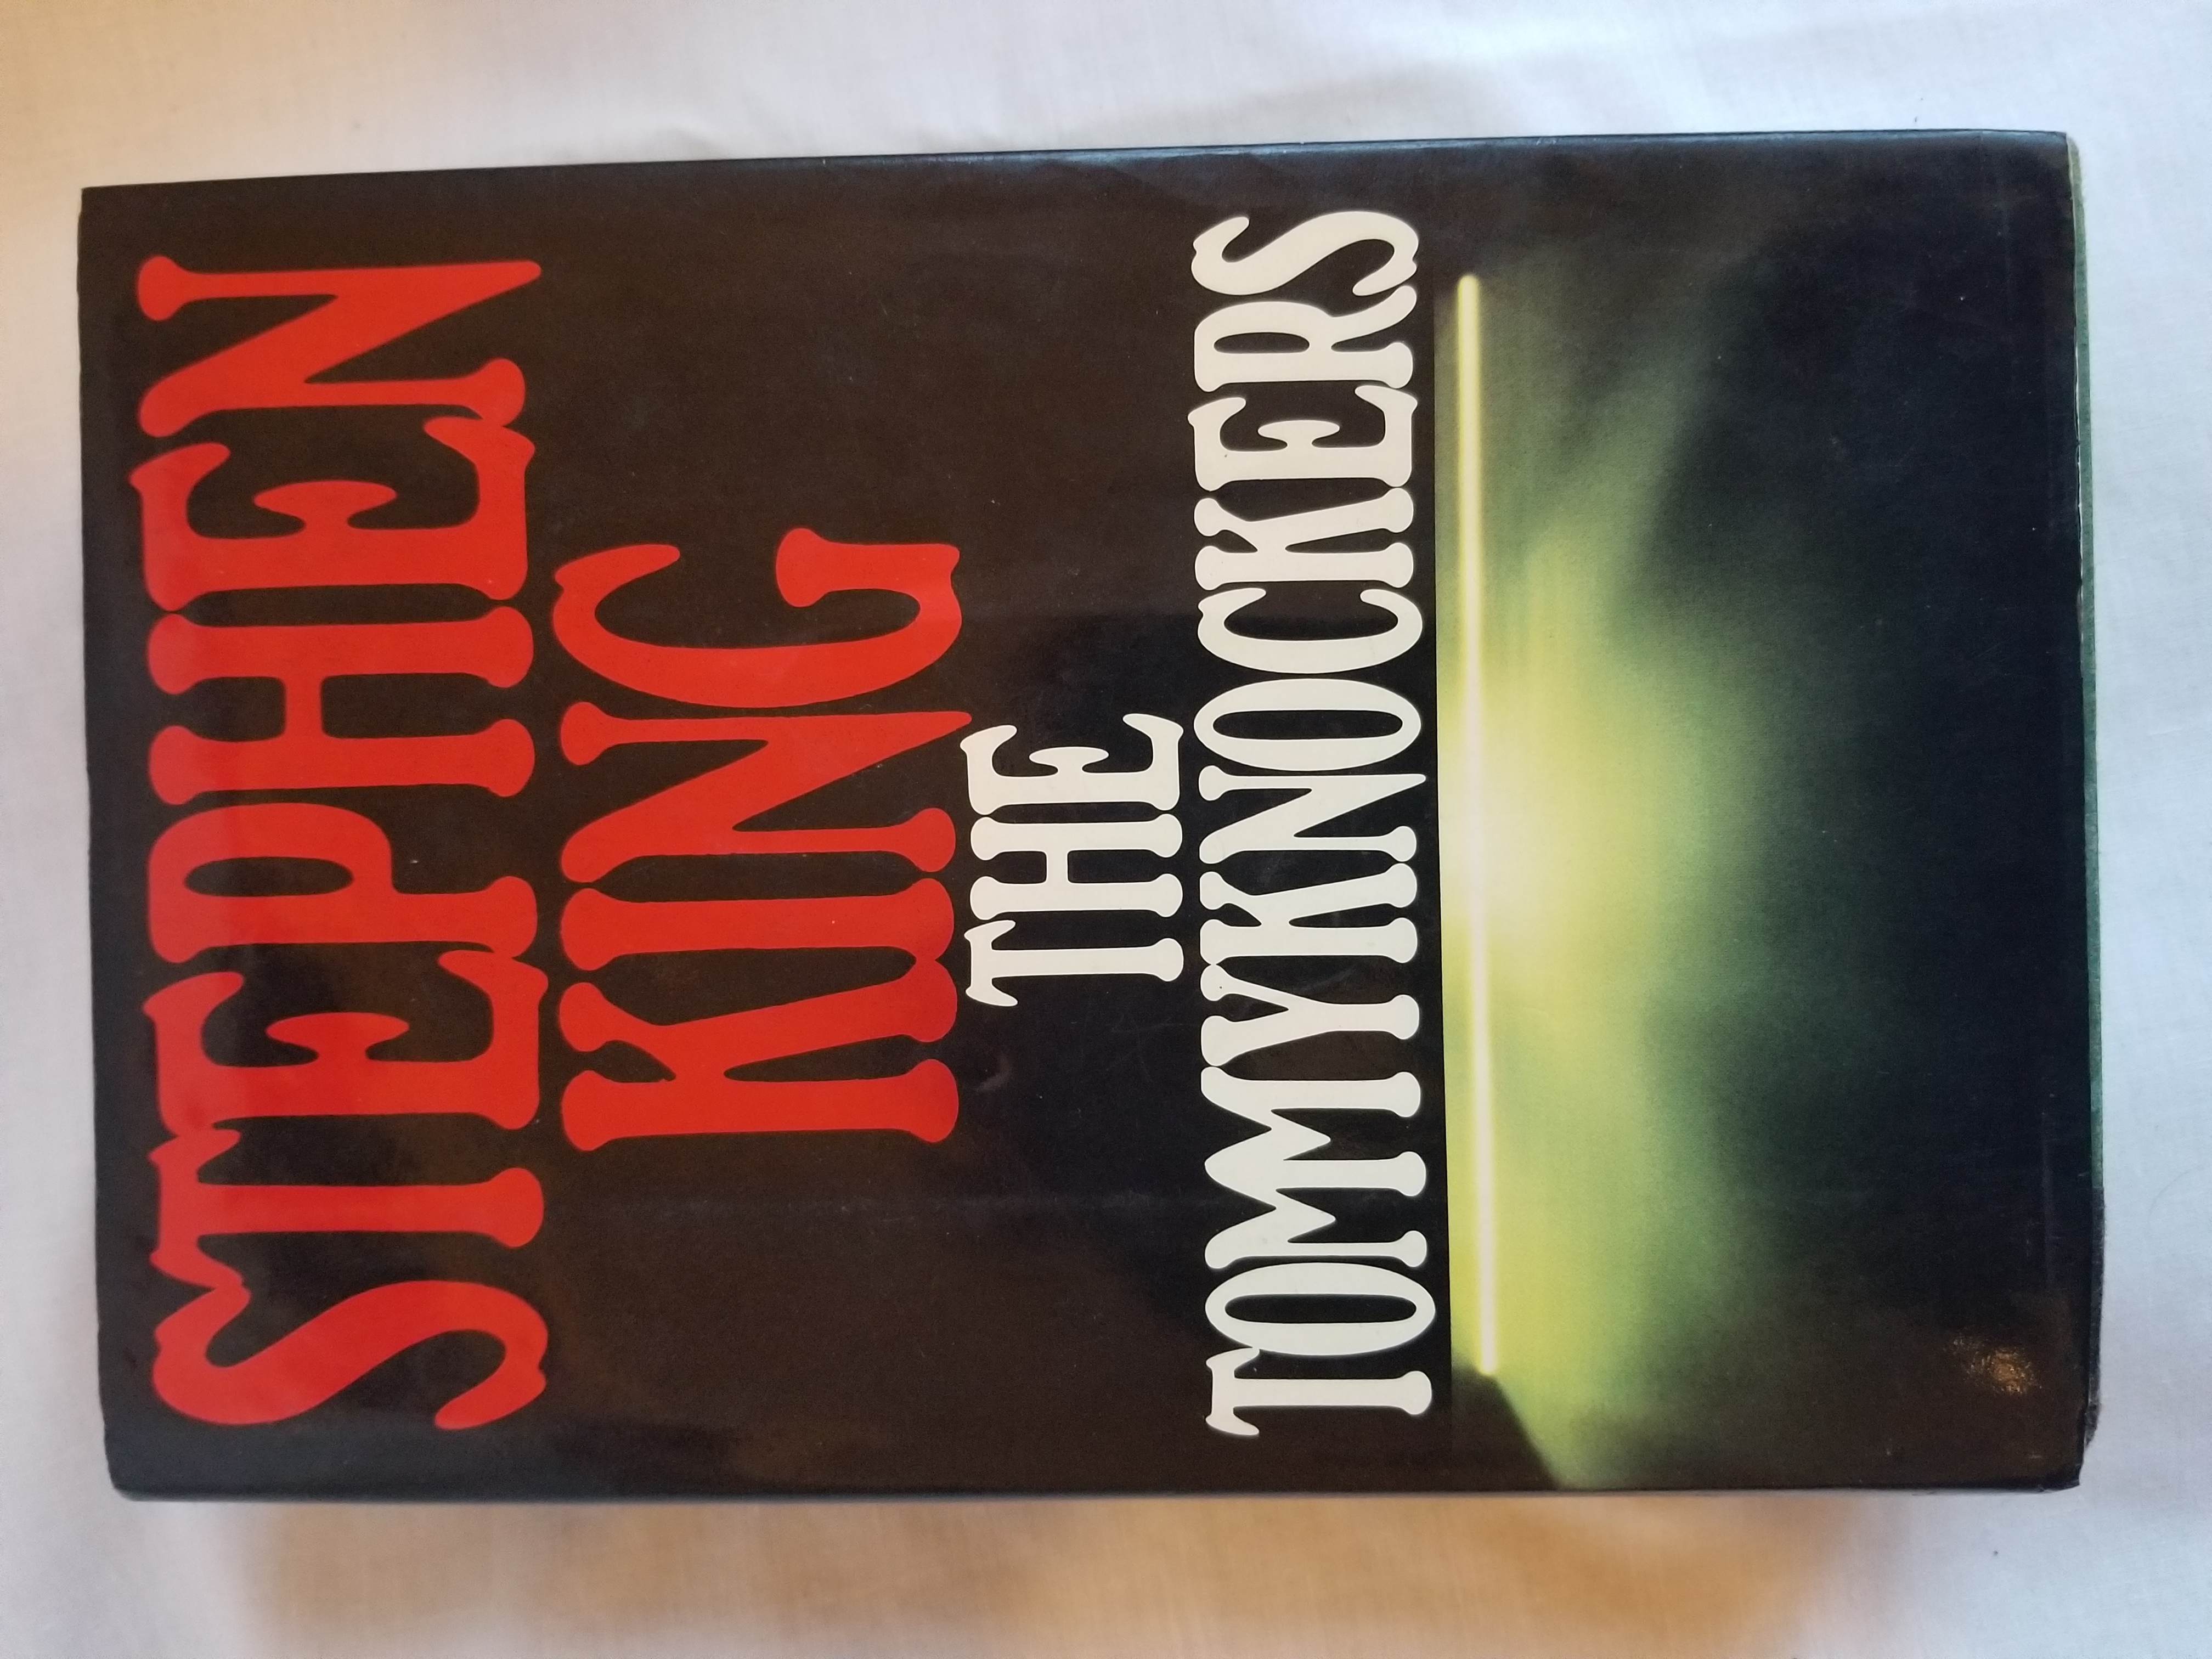 STEPHEN
KING
THE
TOMMYKNOCKERS